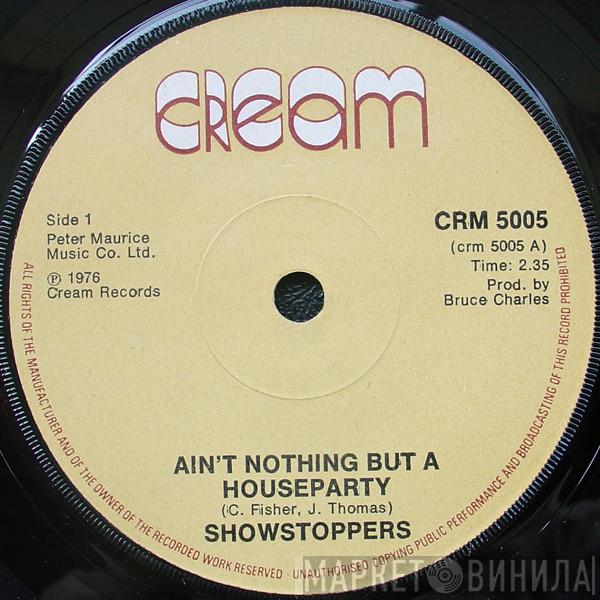 CREAM
Side 1
Peter Maurice
Music Co. Ltd.
℗ 1976
Cream Records
CRM 5005
(crm 5005 A)
Time: 2.35
Prod. by
Bruce Charles
AIN'T NOTHING BUT A
HOUSEPARTY
(C. Fisher, J. Thomas)
SHOWSTOPPERS
ALL RIGHTS OF THE MANUFACTURER AND OF THE OWNER OF THE RECORDED WORK RESERVED · UNAUTHORISED COPYING PUBLIC PERFORMANCE AND BROADCASTING OF THIS RECORD PROHIBITED
МАРКЕТ ВИНИЛА